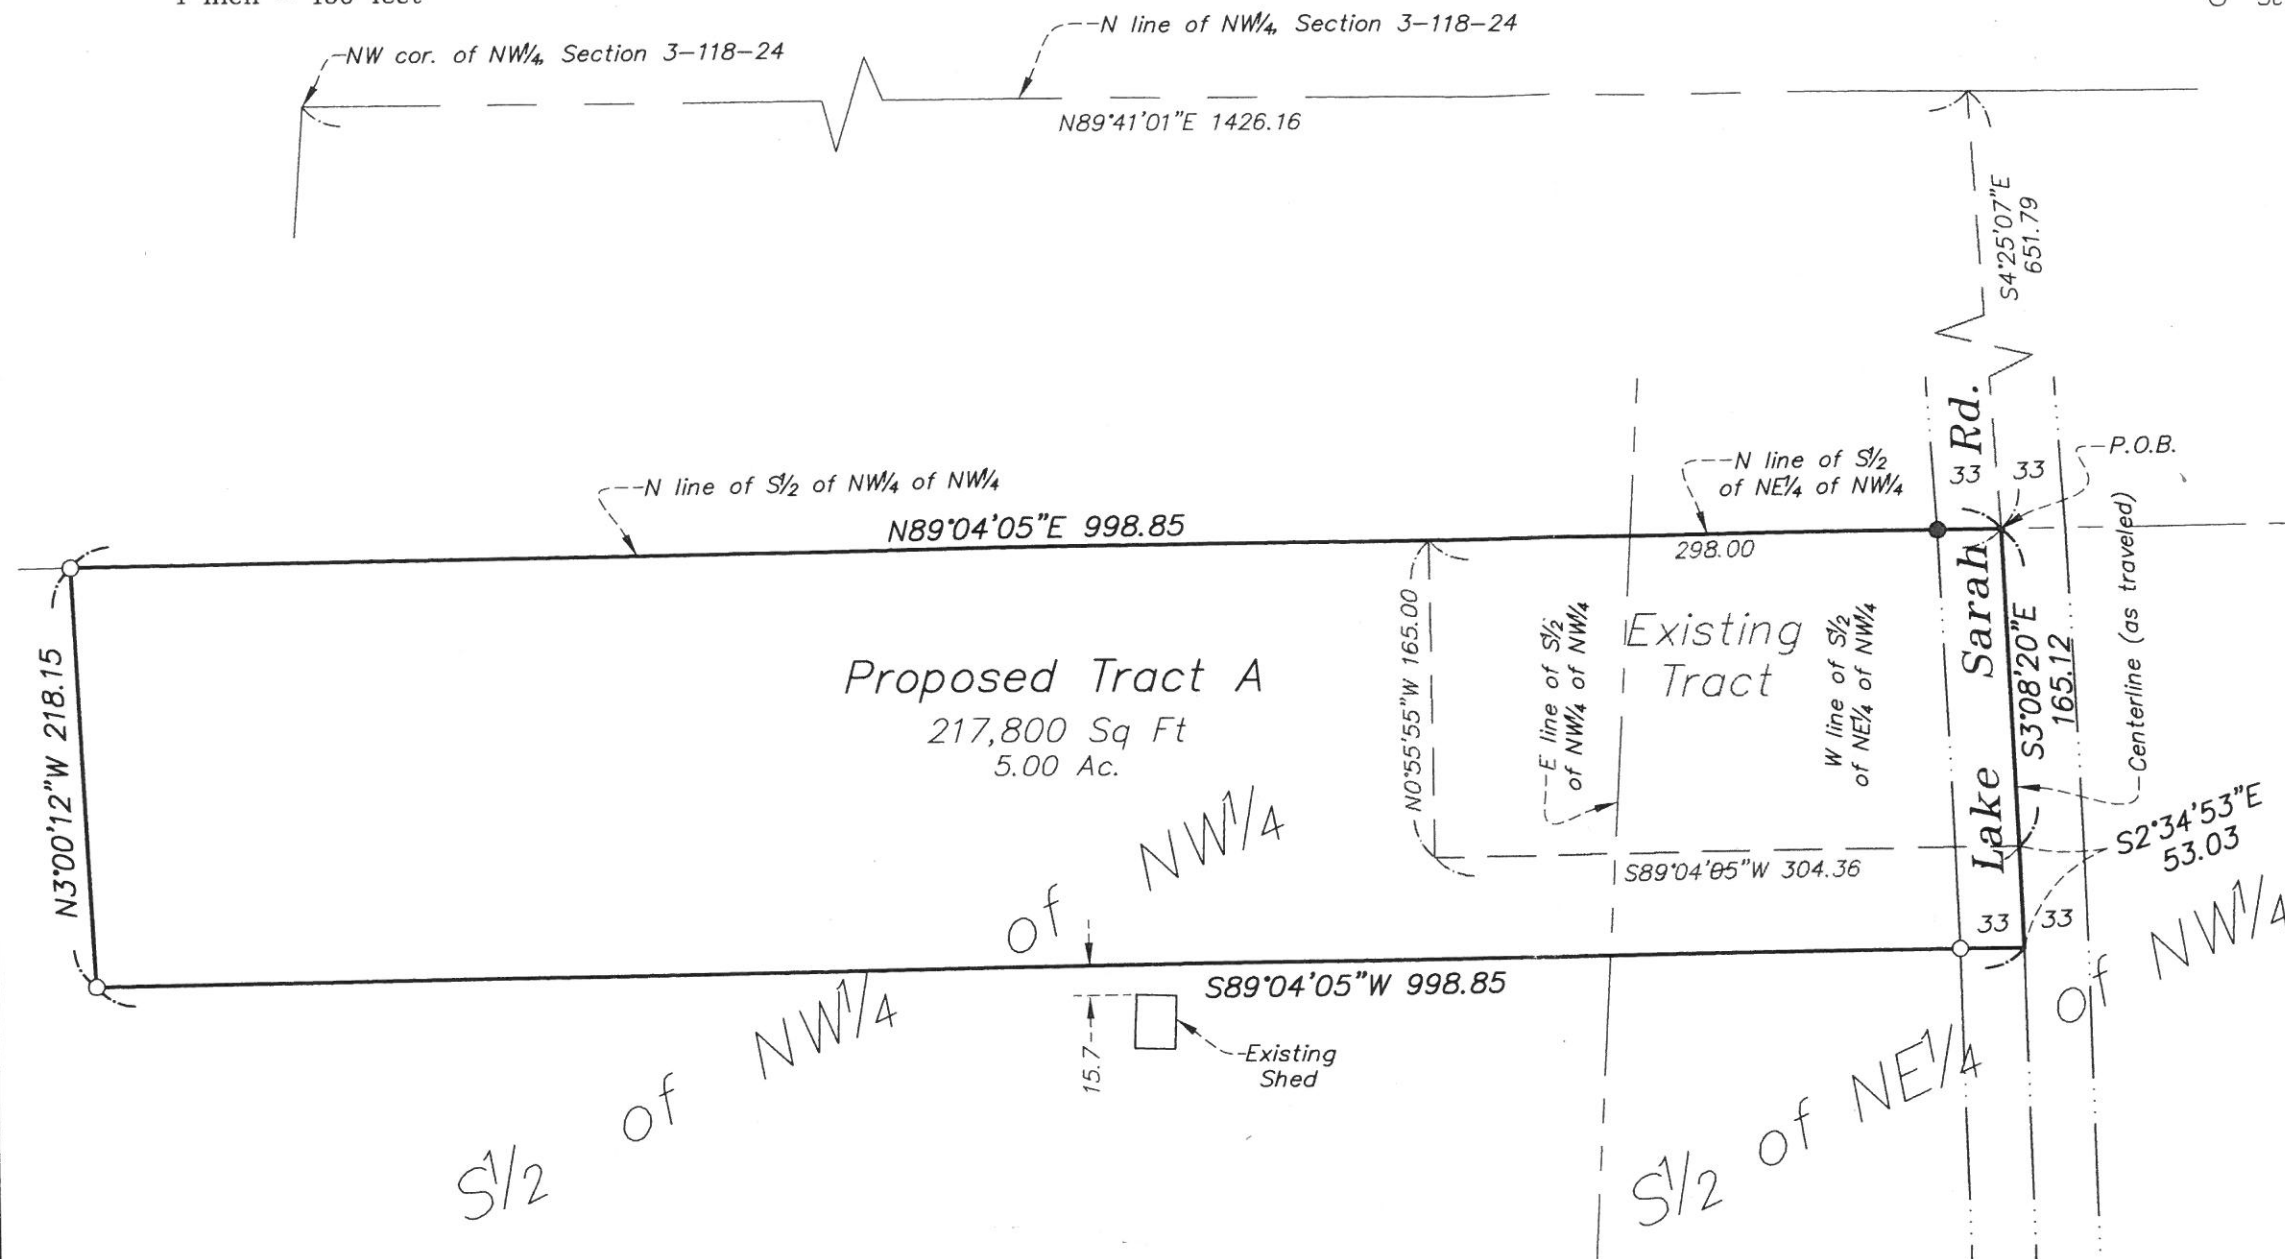 NW cor. of NW1/4, Section 3-118-24
N line of NW1/4, Section 3-118-24
N89°41'01"E 1426.16
S4°25'07"E
651.79
N line of S1/2 of NW1/4 of NW1/4
N89°04'05"E 998.85
N line of S1/2
of NE1/4 of NW1/4
298.00
33
33
P.O.B.
Lake Sarah Rd.
Centerline (as traveled)
S3°08'20"E
165.12
N3°00'12"W 218.15
Proposed Tract A
217,800 Sq Ft
5.00 Ac.
N0°55'55"W 165.00
E line of S1/2
of NW1/4 of NW1/4
Existing
Tract
W line of S1/2
of NE1/4 of NW1/4
S89°04'05"W 304.36
S2°34'53"E
53.03
33
33
S89°04'05"W 998.85
15.7
Existing
Shed
S1/2 of NW1/4 of NW1/4
S1/2 of NE1/4 of NW1/4